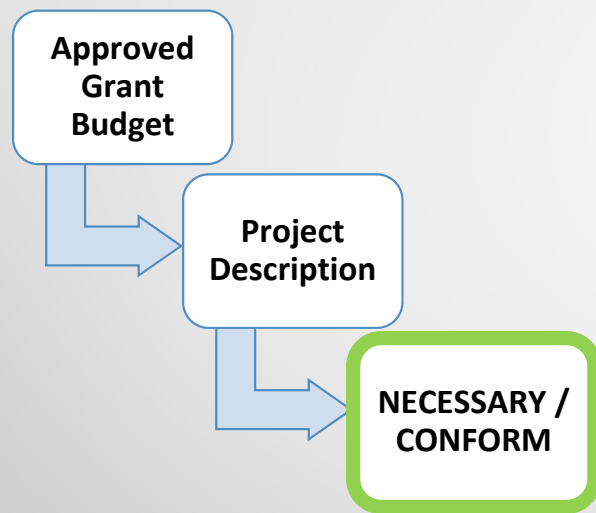 Approved
Grant
Budget
Project
Description
NECESSARY /
CONFORM